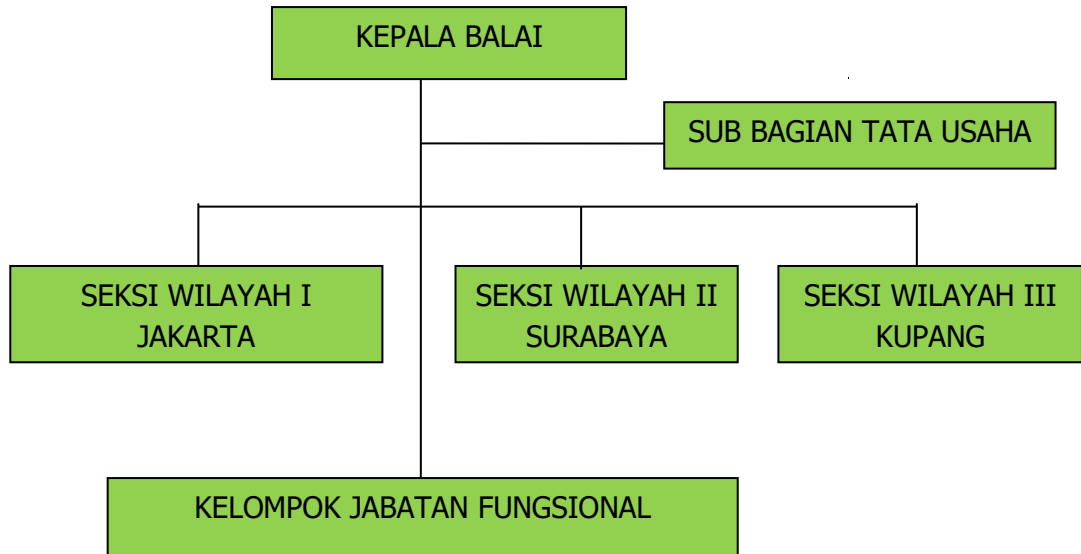 KEPALA BALAI
SUB BAGIAN TATA USAHA
SEKSI WILAYAH I
JAKARTA
SEKSI WILAYAH II
SURABAYA
SEKSI WILAYAH III
KUPANG
KELOMPOK JABATAN FUNGSIONAL